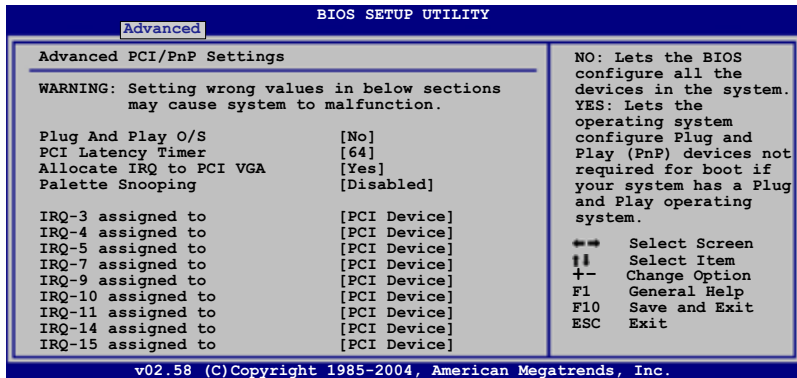 BIOS SETUP UTILITY
Advanced
Advanced PCI/PnP Settings
WARNING: Setting wrong values in below sections
may cause system to malfunction.
Plug And Play O/S [No]
PCI Latency Timer [64]
Allocate IRQ to PCI VGA [Yes]
Palette Snooping [Disabled]
IRQ-3 assigned to [PCI Device]
IRQ-4 assigned to [PCI Device]
IRQ-5 assigned to [PCI Device]
IRQ-7 assigned to [PCI Device]
IRQ-9 assigned to [PCI Device]
IRQ-10 assigned to [PCI Device]
IRQ-11 assigned to [PCI Device]
IRQ-14 assigned to [PCI Device]
IRQ-15 assigned to [PCI Device]
NO: Lets the BIOS
configure all the
devices in the system.
YES: Lets the
operating system
configure Plug and
Play (PnP) devices not
required for boot if
your system has a Plug
and Play operating
system.
←→ Select Screen
↑↓ Select Item
+- Change Option
F1 General Help
F10 Save and Exit
ESC Exit
v02.58 (C)Copyright 1985-2004, American Megatrends, Inc.